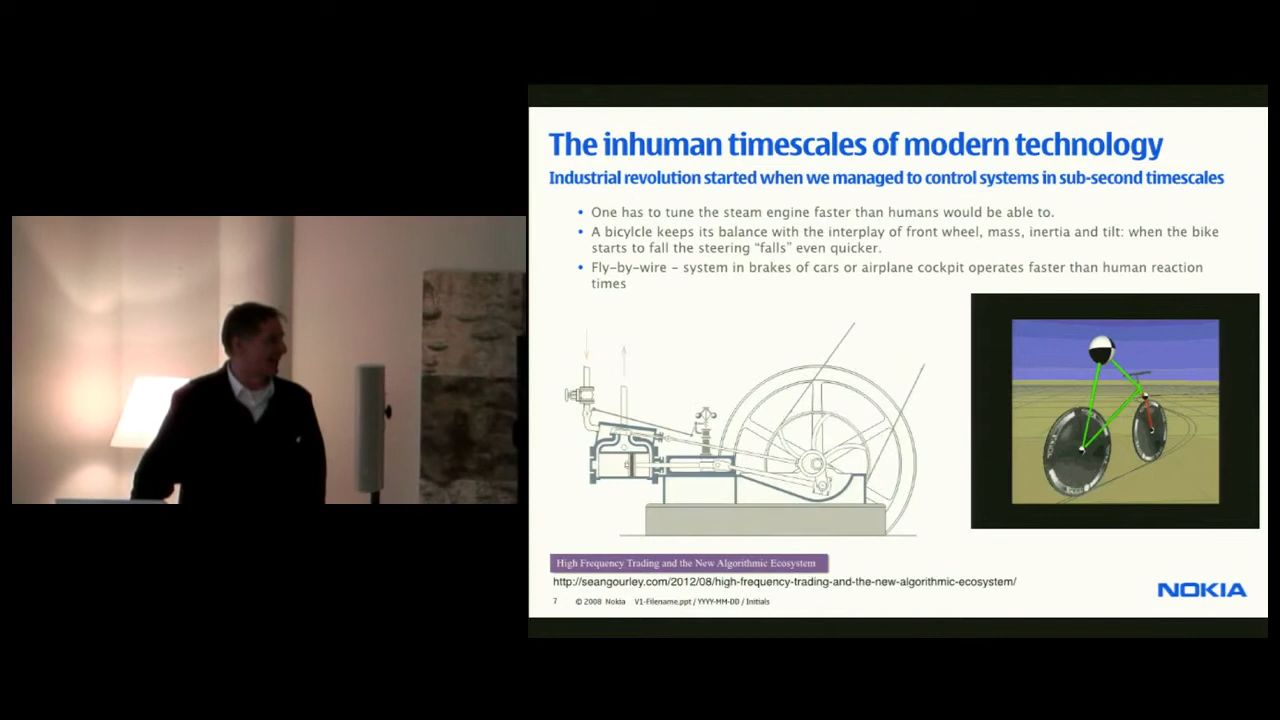 The inhuman timescales of modern technology
Industrial revolution started when we managed to control systems in sub-second timescales
• One has to tune the steam engine faster than humans would be able to.
• A bicylcle keeps its balance with the interplay of front wheel, mass, inertia and tilt: when the bike
starts to fall the steering “falls” even quicker.
• Fly-by-wire - system in brakes of cars or airplane cockpit operates faster than human reaction
times
High Frequency Trading and the New Algorithmic Ecosystem
http://seangourley.com/2012/08/high-frequency-trading-and-the-new-algorithmic-ecosystem/
NOKIA
7 © 2008 Nokia V1-Filename.ppt / YYYY-MM-DD / Initials